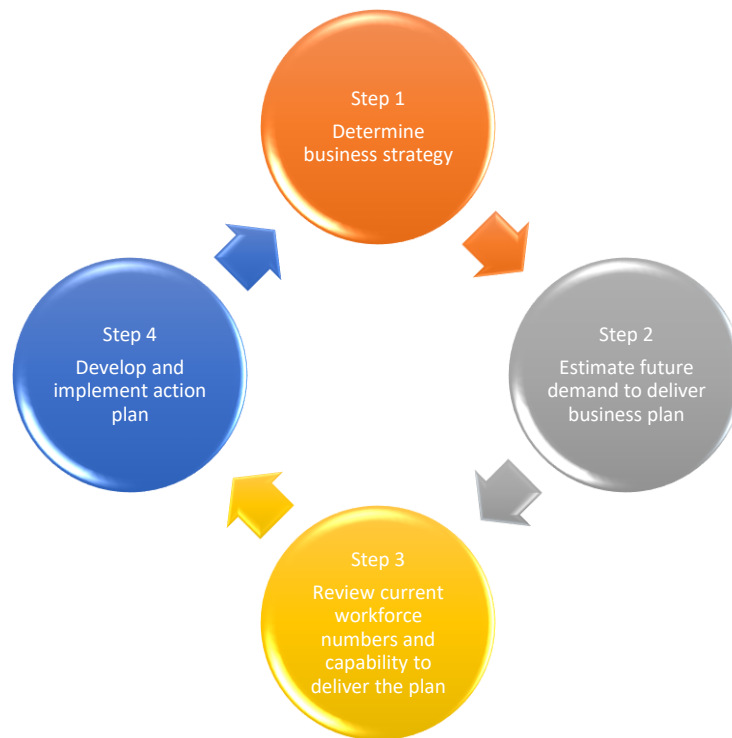 Step 1
Determine
business strategy
Step 2
Estimate future
demand to deliver
business plan
Step 3
Review current
workforce
numbers and
capability to
deliver the plan
Step 4
Develop and
implement action
plan